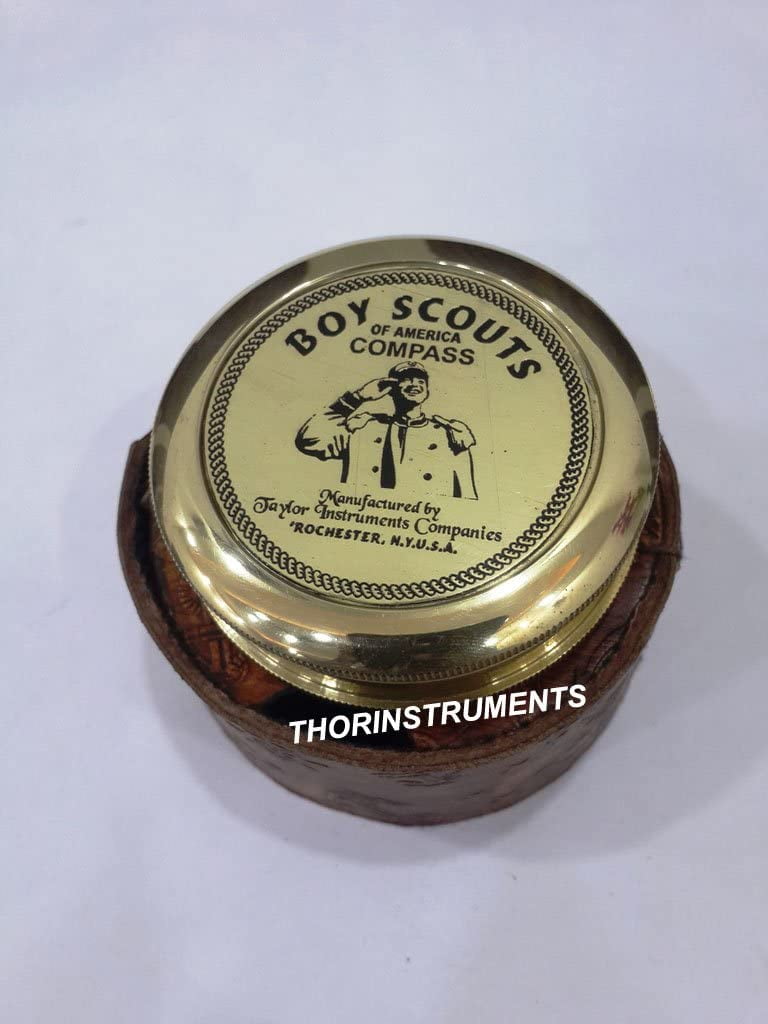 BOY SCOUTS
OF AMERICA
COMPASS
Manufactured by
Taylor Instruments Companies
'ROCHESTER, N.Y.U.S.A.
THORINSTRUMENTS